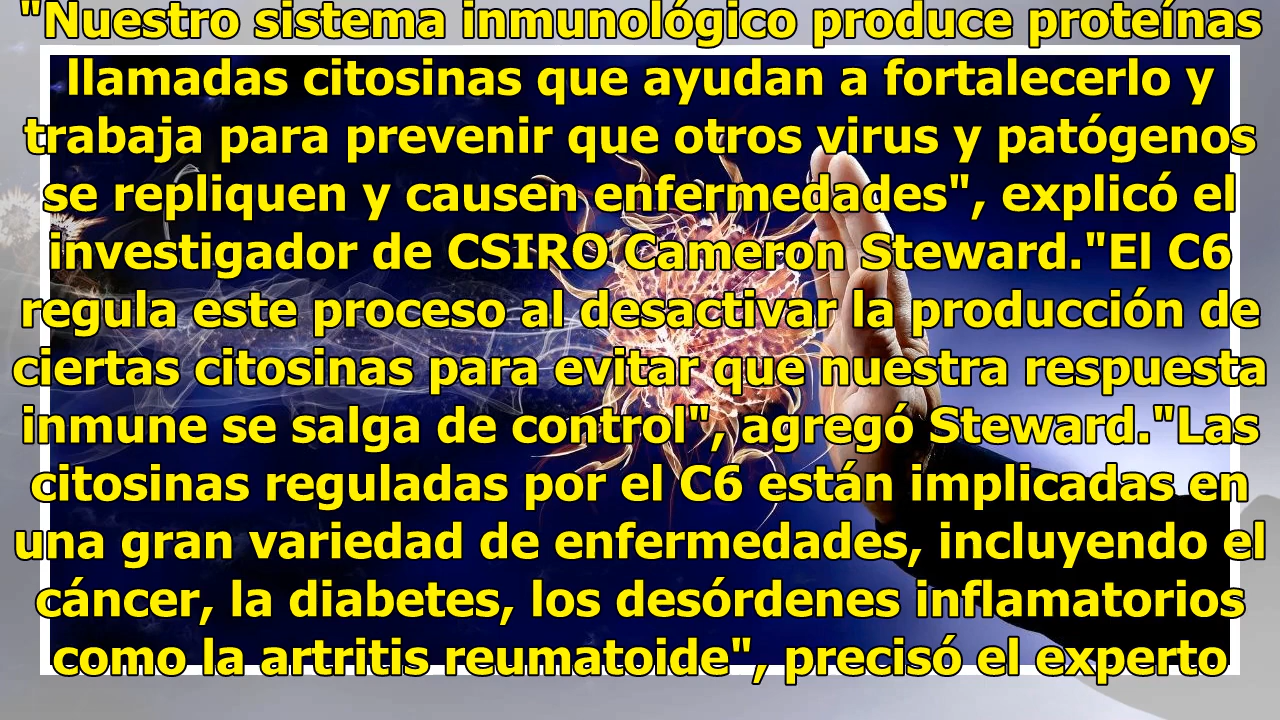 "Nuestro sistema inmunológico produce proteínas
llamadas citosinas que ayudan a fortalecerlo y
trabaja para prevenir que otros virus y patógenos
se repliquen y causen enfermedades", explicó el
investigador de CSIRO Cameron Steward."El C6
regula este proceso al desactivar la producción de
ciertas citosinas para evitar que nuestra respuesta
inmune se salga de control", agregó Steward."Las
citosinas reguladas por el C6 están implicadas en
una gran variedad de enfermedades, incluyendo el
cáncer, la diabetes, los desórdenes inflamatorios
como la artritis reumatoide", precisó el experto